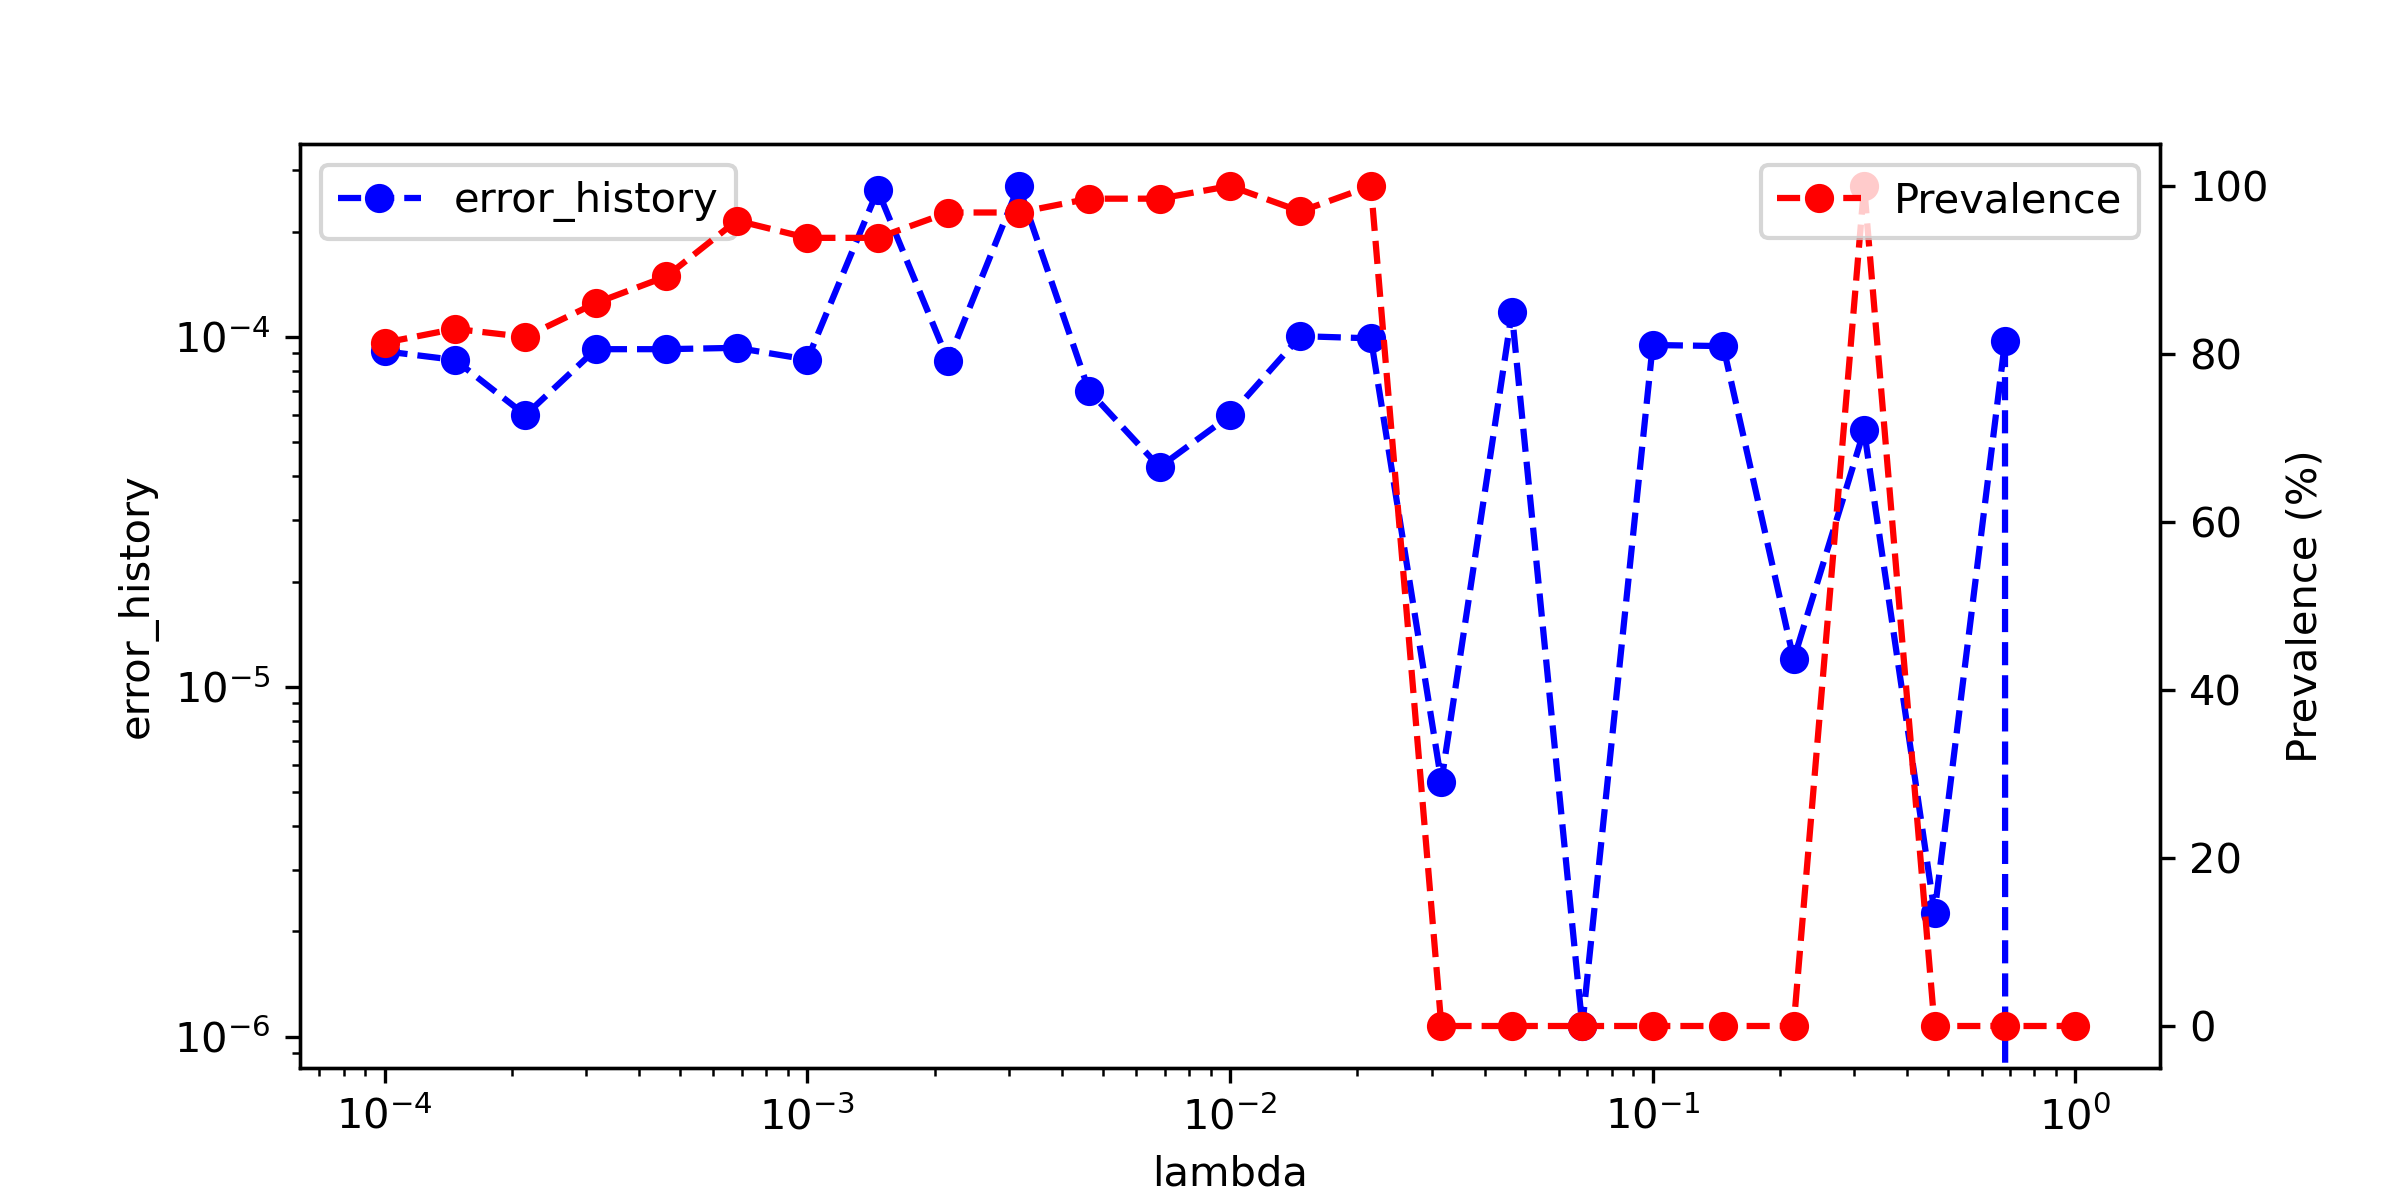 error_history
Prevalence
10⁻⁴
10⁻⁵
10⁻⁶
error_history
100
80
60
40
20
0
Prevalence (%)
10⁻⁴ 10⁻³ 10⁻² 10⁻¹ 10⁰
lambda